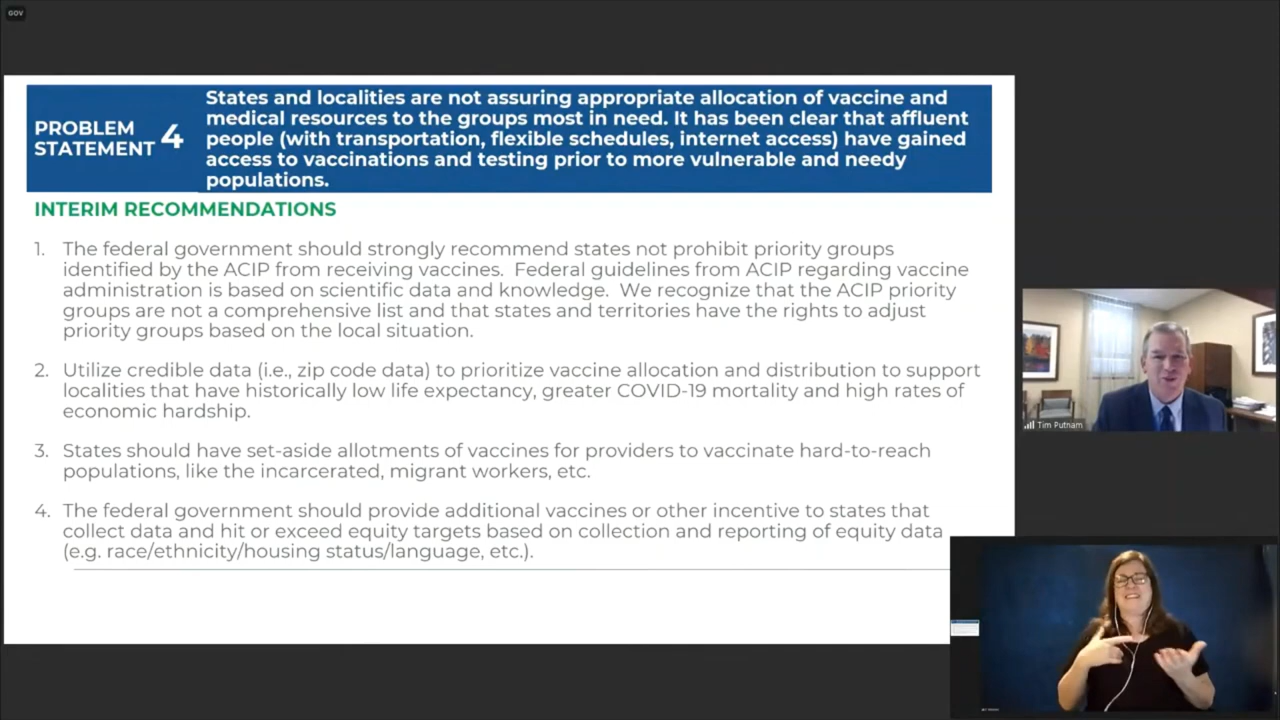 GOV
PROBLEM
STATEMENT 4
States and localities are not assuring appropriate allocation of vaccine and
medical resources to the groups most in need. It has been clear that affluent
people (with transportation, flexible schedules, internet access) have gained
access to vaccinations and testing prior to more vulnerable and needy
populations.
INTERIM RECOMMENDATIONS
1. The federal government should strongly recommend states not prohibit priority groups
identified by the ACIP from receiving vaccines. Federal guidelines from ACIP regarding vaccine
administration is based on scientific data and knowledge. We recognize that the ACIP priority
groups are not a comprehensive list and that states and territories have the rights to adjust
priority groups based on the local situation.
2. Utilize credible data (i.e., zip code data) to prioritize vaccine allocation and distribution to support
localities that have historically low life expectancy, greater COVID-19 mortality and high rates of
economic hardship.
3. States should have set-aside allotments of vaccines for providers to vaccinate hard-to-reach
populations, like the incarcerated, migrant workers, etc.
4. The federal government should provide additional vaccines or other incentive to states that
collect data and hit or exceed equity targets based on collection and reporting of equity data
(e.g. race/ethnicity/housing status/language, etc.).
Tim Putnam